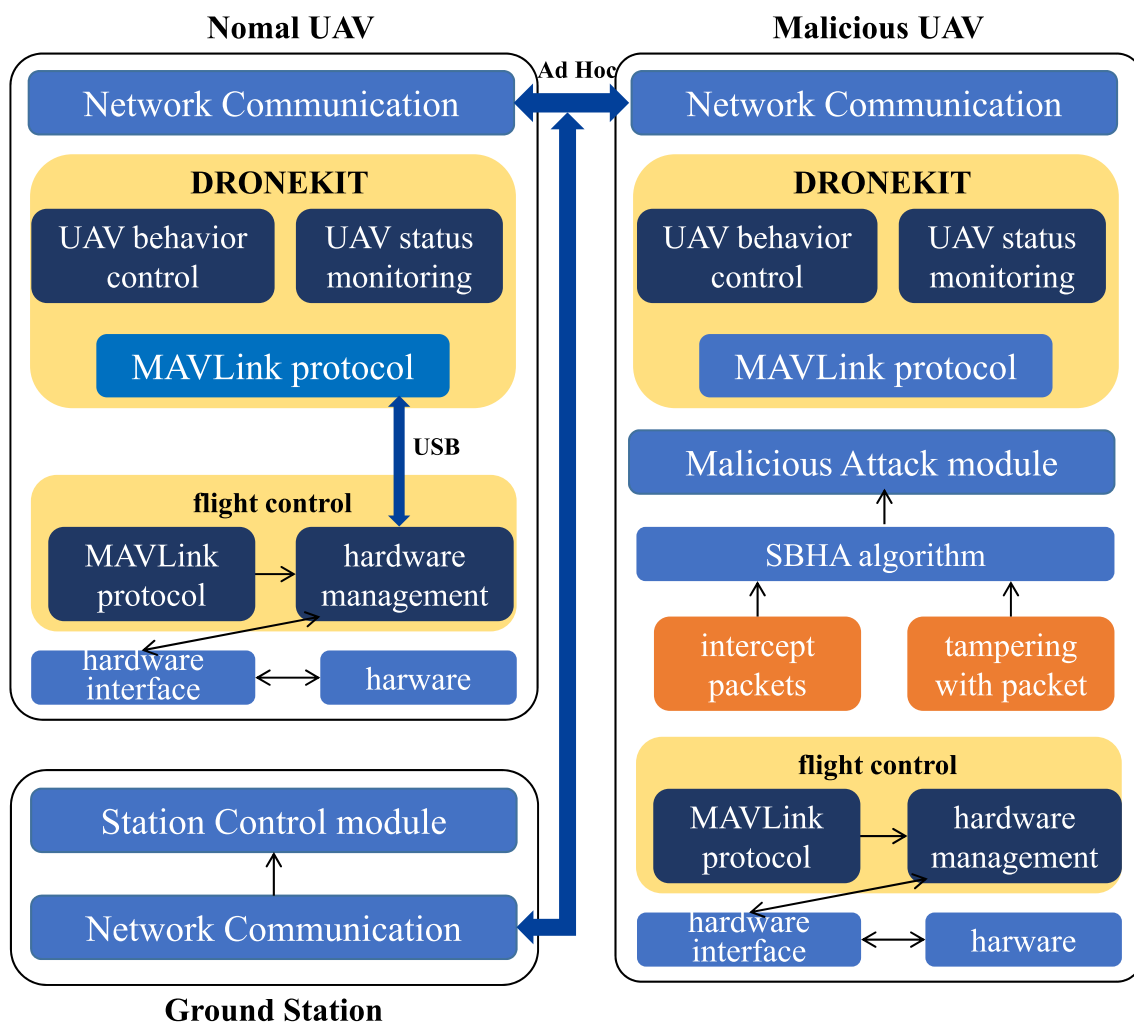 Nomal UAV
Network Communication
DRONEKIT
UAV behavior
control
UAV status
monitoring
MAVLink protocol
USB
flight control
MAVLink
protocol
hardware
management
hardware
interface
harware
Station Control module
Network Communication
Ground Station
Ad Hoc
Malicious UAV
Network Communication
DRONEKIT
UAV behavior
control
UAV status
monitoring
MAVLink protocol
Malicious Attack module
SBHA algorithm
intercept
packets
tampering
with packet
flight control
MAVLink
protocol
hardware
management
hardware
interface
harware